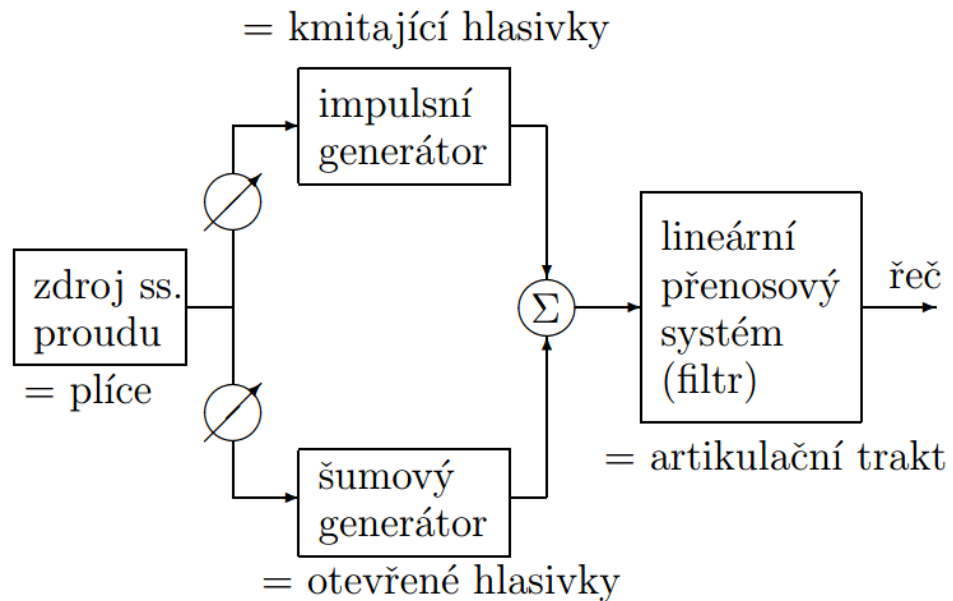 = kmitající hlasivky
impulsní
generátor
zdroj ss.
proudu
= plíce
Σ
lineární
přenosový
systém
(filtr)
řeč
= artikulační trakt
šumový
generátor
= otevřené hlasivky